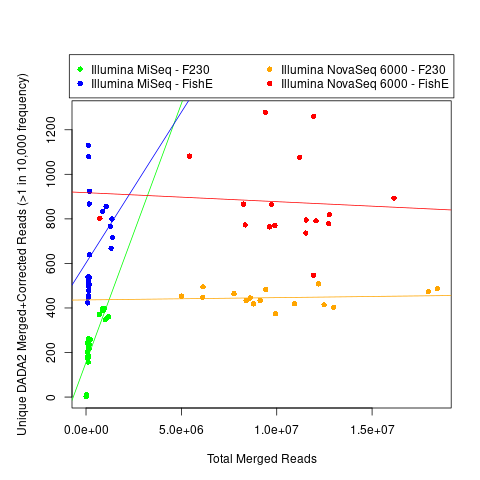 Illumina MiSeq - F230
Illumina MiSeq - FishE
Illumina NovaSeq 6000 - F230
Illumina NovaSeq 6000 - FishE
Unique DADA2 Merged+Corrected Reads (>1 in 10,000 frequency)
1200
1000
800
600
400
200
0
0.0e+00 5.0e+06 1.0e+07 1.5e+07
Total Merged Reads